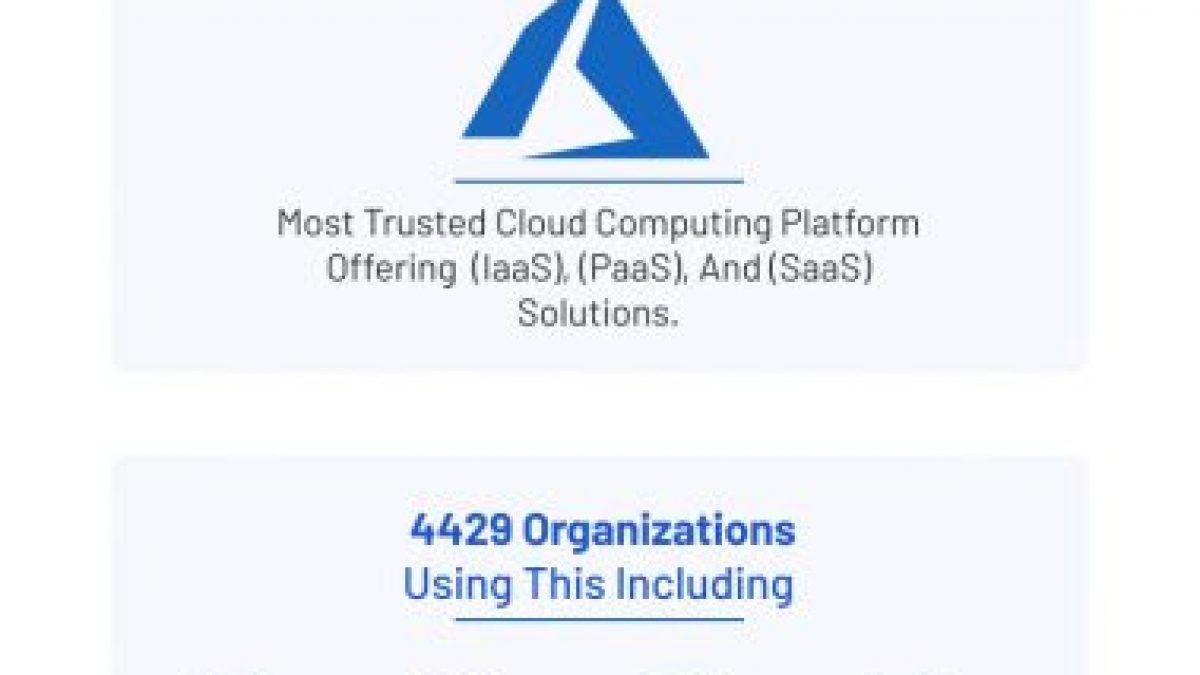 Most Trusted Cloud Computing Platform
Offering (IaaS), (PaaS), And (SaaS)
Solutions.
4429 Organizations
Using This Including